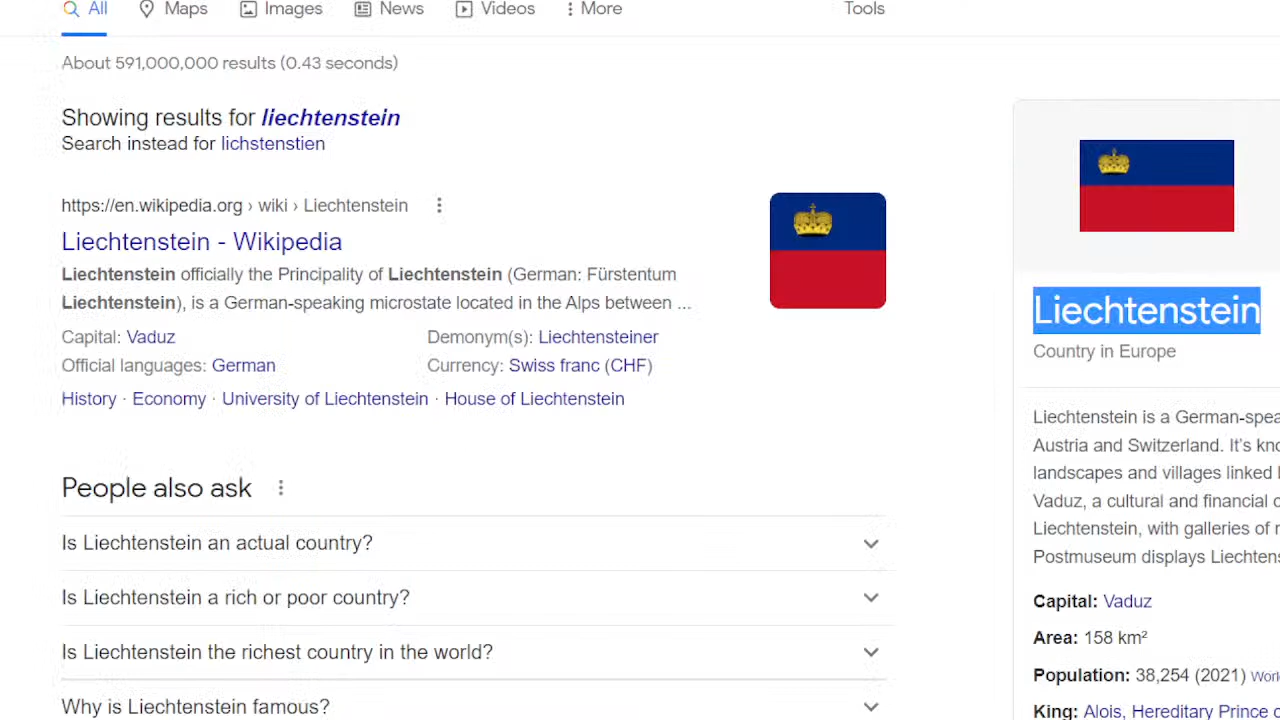 All Maps Images News Videos More Tools
About 591,000,000 results (0.43 seconds)
Showing results for liechtenstein
Search instead for lichstenstien
https://en.wikipedia.org › wiki › Liechtenstein
Liechtenstein - Wikipedia
Liechtenstein officially the Principality of Liechtenstein (German: Fürstentum
Liechtenstein), is a German-speaking microstate located in the Alps between ...
Capital: Vaduz Demonym(s): Liechtensteiner
Official languages: German Currency: Swiss franc (CHF)
History · Economy · University of Liechtenstein · House of Liechtenstein
People also ask
Is Liechtenstein an actual country?
Is Liechtenstein a rich or poor country?
Is Liechtenstein the richest country in the world?
Why is Liechtenstein famous?
Liechtenstein
Country in Europe
Liechtenstein is a German-spea
Austria and Switzerland. It's kno
landscapes and villages linked
Vaduz, a cultural and financial c
Liechtenstein, with galleries of
Postmuseum displays Liechtens
Capital: Vaduz
Area: 158 km²
Population: 38,254 (2021) Worl
King: Alois, Hereditary Prince